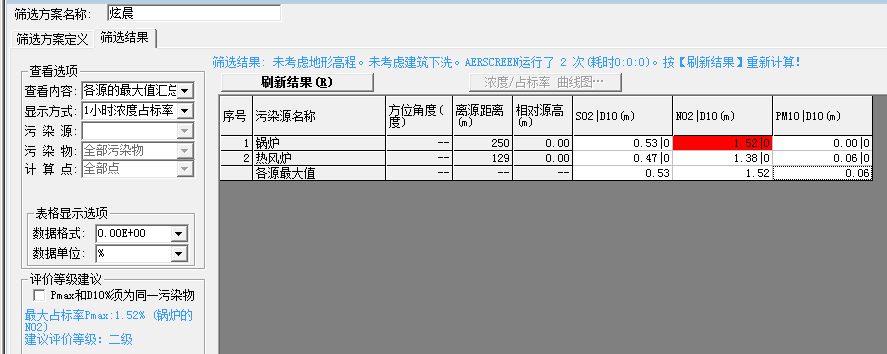 筛选方案名称: 炫晨
筛选方案定义 筛选结果
筛选结果: 未考虑地形高程。未考虑建筑下洗。AERSCREEN运行了 2 次(耗时0:0:0)。按【刷新结果】重新计算!
刷新结果(R) 浓度/占标率 曲线图…
查看选项
查看内容: 各源的最大值汇总
显示方式: 1小时浓度占标率
污 染 源:
污 染 物: 全部污染物
计 算 点: 全部点
表格显示选项
数据格式: 0.00E+00
数据单位: %
评价等级建议
Pmax和D10%须为同一污染物
最大占标率Pmax:1.52% (锅炉的
NO2)
建议评价等级: 二级
序号 污染源名称 方位角度(度) 离源距离(m) 相对源高(m) SO2|D10(m) NO2|D10(m) PM10|D10(m)
1 锅炉 -- 250 0.00 0.53|0 1.52|0 0.00|0
2 热风炉 -- 129 0.00 0.47|0 1.38|0 0.06|0
各源最大值 -- -- -- 0.53 1.52 0.06